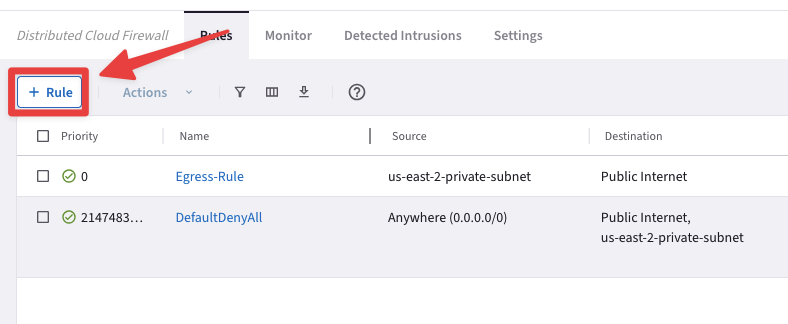 Distributed Cloud Firewall Rules Monitor Detected Intrusions Settings
+ Rule Actions
Priority Name Source Destination
0 Egress-Rule us-east-2-private-subnet Public Internet
2147483... DefaultDenyAll Anywhere (0.0.0.0/0) Public Internet,
us-east-2-private-subnet